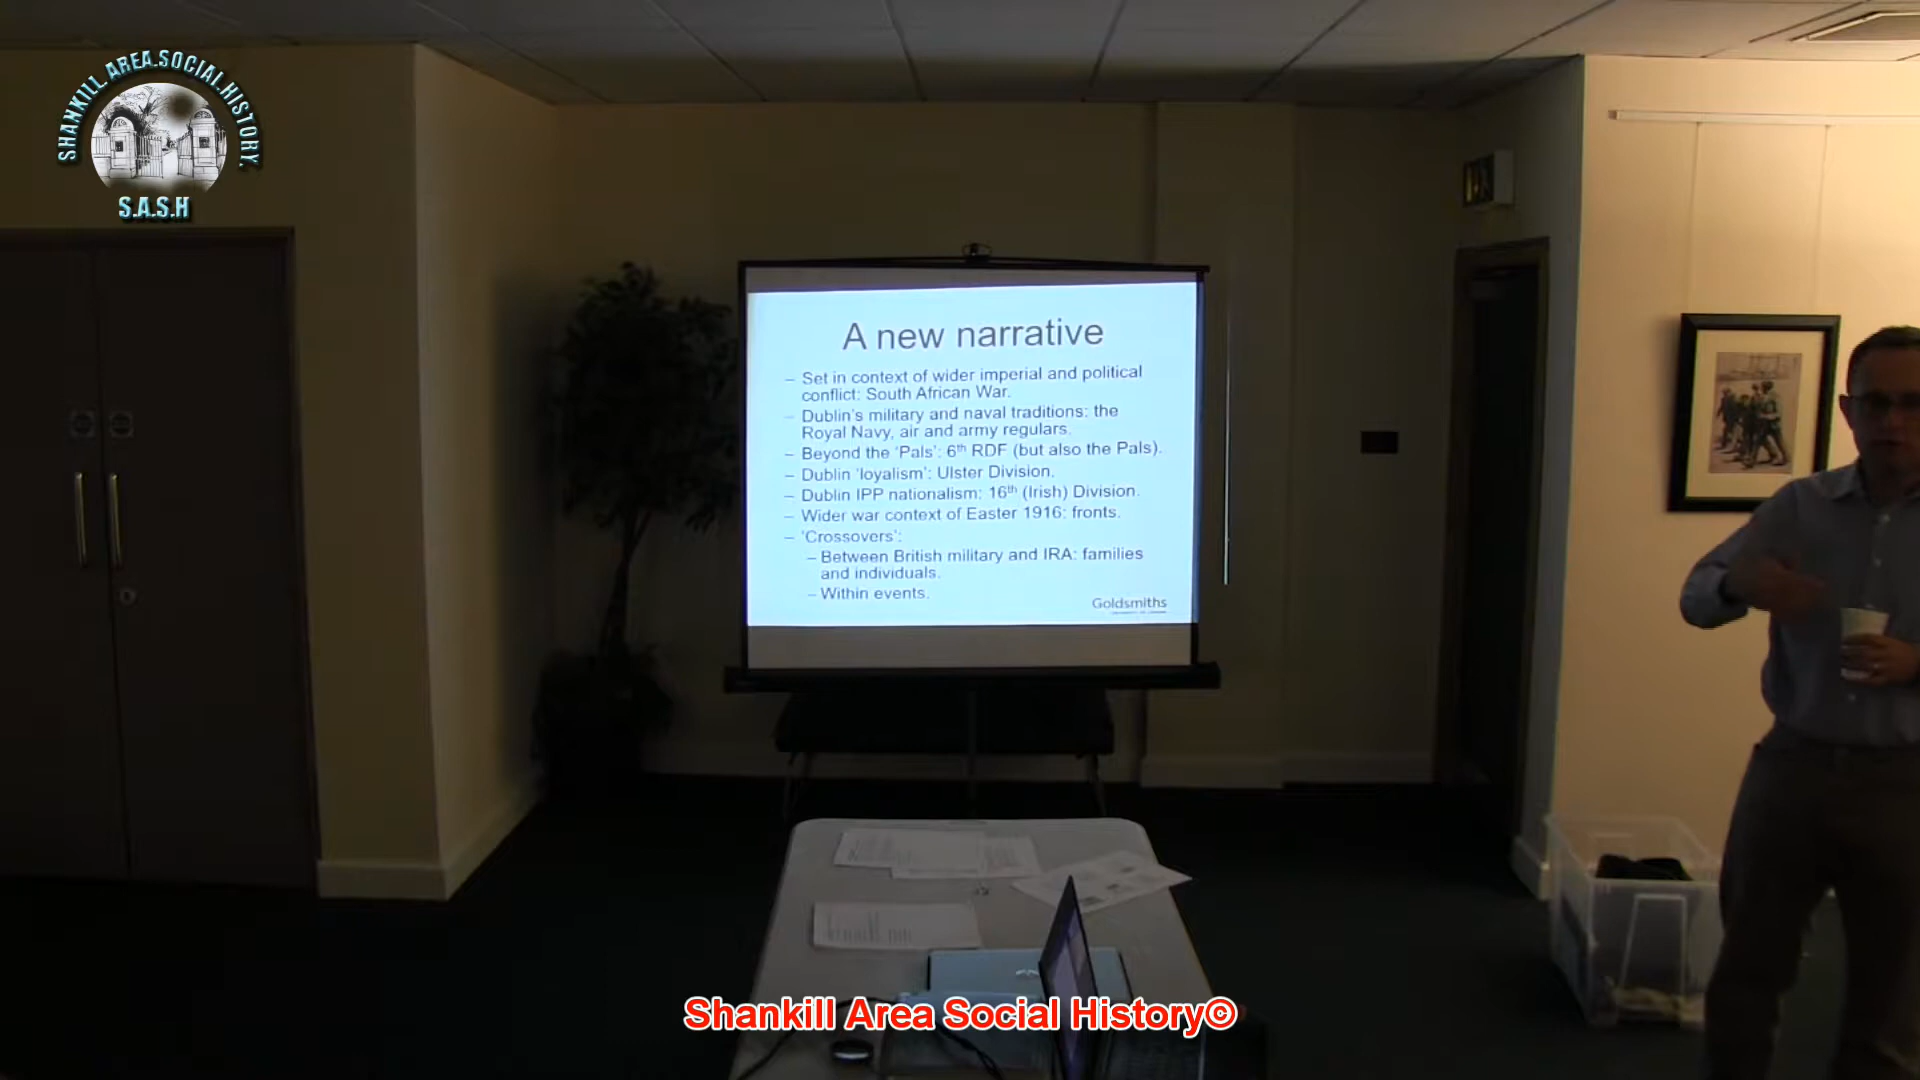 SHANKILL.AREA.SOCIAL.HISTORY.
S.A.S.H
A new narrative
– Set in context of wider imperial and political
conflict: South African War.
– Dublin's military and naval traditions: the
Royal Navy, air and army regulars.
– Beyond the 'Pals': 6th RDF (but also the Pals).
– Dublin 'loyalism': Ulster Division.
– Dublin IPP nationalism: 16th (Irish) Division.
– Wider war context of Easter 1916: fronts.
– 'Crossovers':
– Between British military and IRA: families
and individuals.
– Within events.
Goldsmiths
Shankill Area Social History©